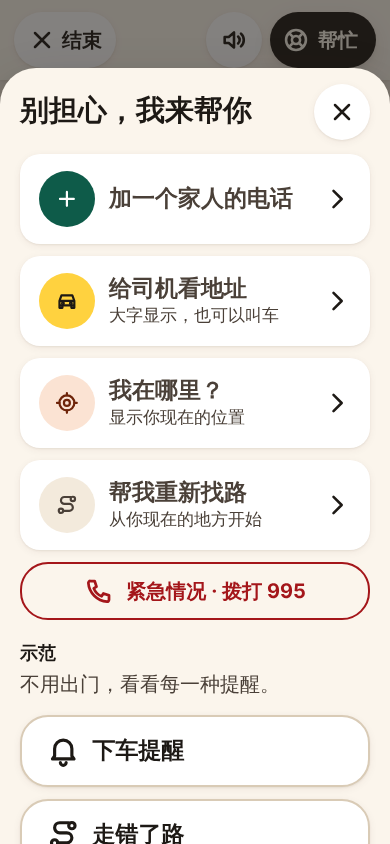 结束
帮忙
别担心，我来帮你
加一个家人的电话
给司机看地址
大字显示，也可以叫车
我在哪里？
显示你现在的位置
帮我重新找路
从你现在的地方开始
紧急情况 · 拨打 995
示范
不用出门，看看每一种提醒。
下车提醒
走错了路